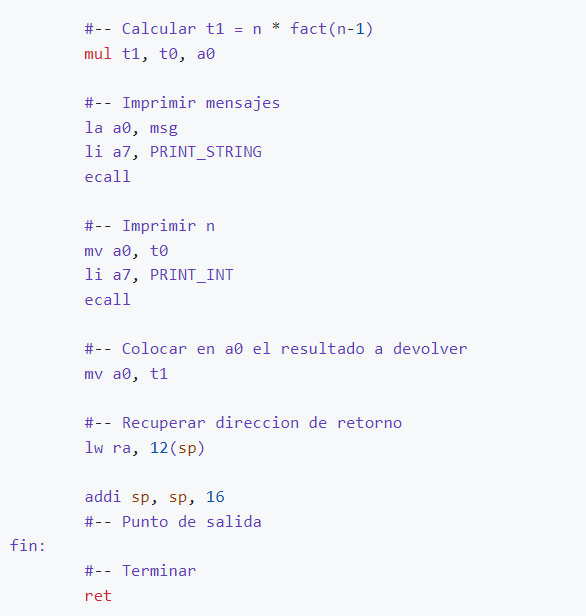 #-- Calcular t1 = n * fact(n-1)
mul t1, t0, a0
#-- Imprimir mensajes
la a0, msg
li a7, PRINT_STRING
ecall
#-- Imprimir n
mv a0, t0
li a7, PRINT_INT
ecall
#-- Colocar en a0 el resultado a devolver
mv a0, t1
#-- Recuperar direccion de retorno
lw ra, 12(sp)
addi sp, sp, 16
#-- Punto de salida
fin:
#-- Terminar
ret